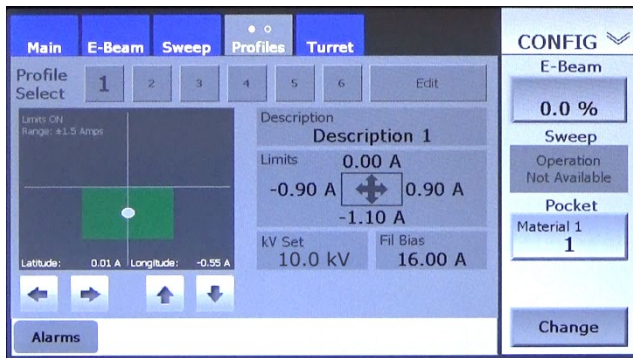 Main E-Beam Sweep Profiles Turret
Profile Select 1 2 3 4 5 6 Edit
Limits ON
Range: ±1.5 Amps
Latitude: 0.01 A Longitude: -0.55 A
Description
Description 1
Limits 0.00 A
-0.90 A 0.90 A
-1.10 A
kV Set Fil Bias
10.0 kV 16.00 A
Alarms
CONFIG
E-Beam
0.0 %
Sweep
Operation
Not Available
Pocket
Material 1
1
Change